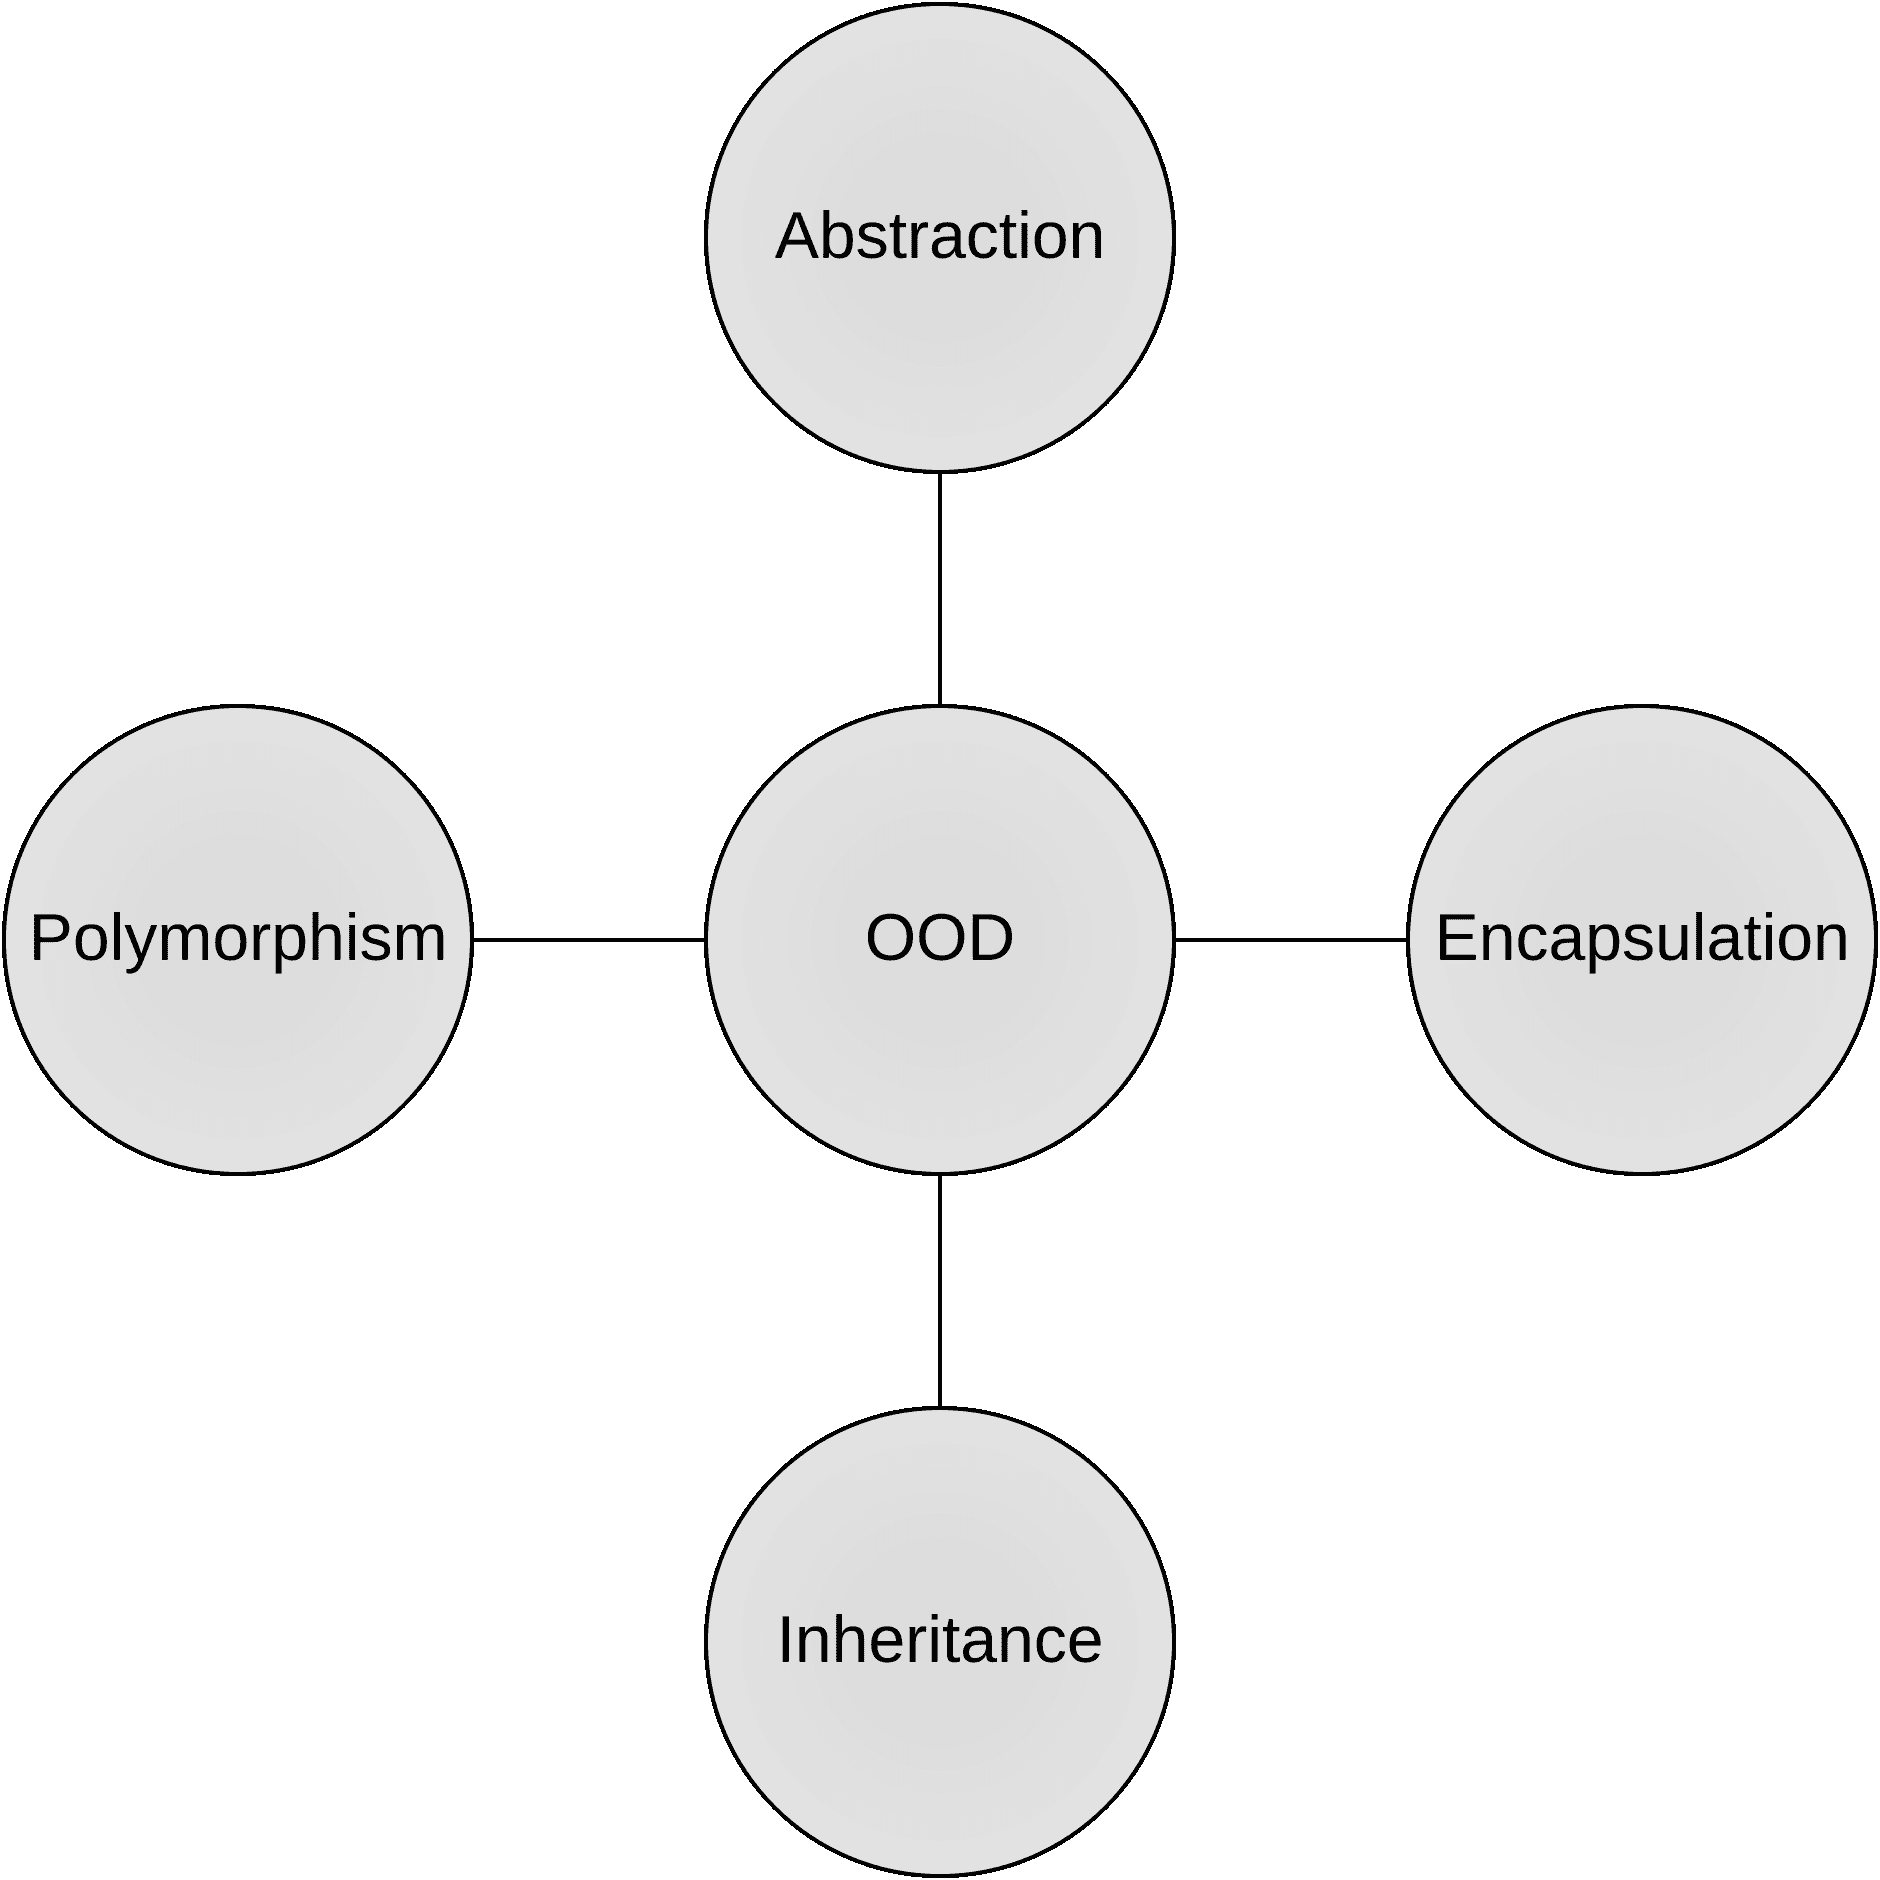 Abstraction
Polymorphism
OOD
Encapsulation
Inheritance